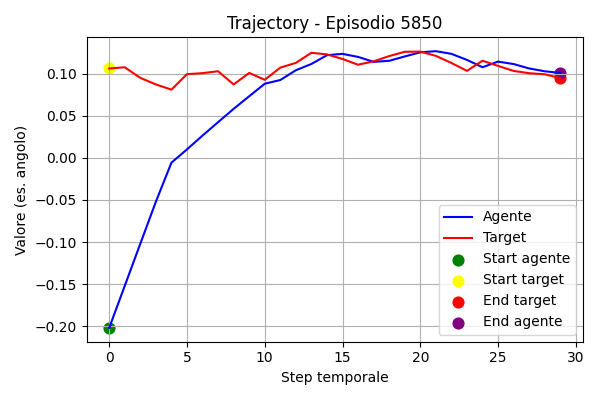 Trajectory - Episodio 5850
Valore (es. angolo)
0.10
0.05
0.00
−0.05
−0.10
−0.15
−0.20
0 5 10 15 20 25 30
Step temporale
Agente
Target
Start agente
Start target
End target
End agente